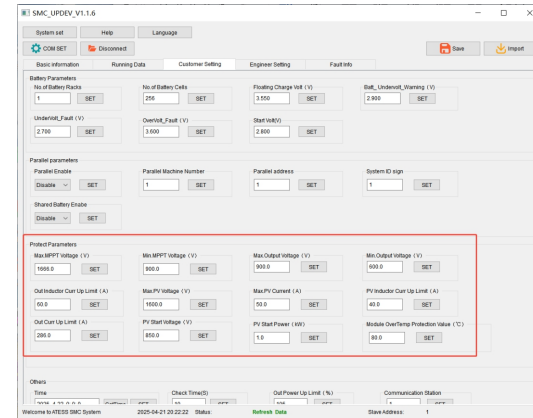 SMC_UPDEV_V1.1.6
System set Help Language
COM SET Disconnect Save Import
Basic Information Running Data Customer Setting Engineer Setting Fault Info
Battery Parameters
No.of Battery Racks No.of Battery Cells Floating Charge Volt (V) Batt_ Undervolt_Warning (V)
1 SET 256 SET 3.550 SET 2.900 SET
UnderVolt_Fault (V) OverVolt_Fault (V) Start Volt(V)
2.700 SET 3.600 SET 2.800 SET
Parallel parameters
Parallel Enable Parallel Machine Number Parallel address System ID sign
Disable SET 1 SET 1 SET 1 SET
Shared Battery Enabe
Disable SET
Protect Parameters
Max.MPPT Voltage (V) Min.MPPT Voltage (V) Max.Output Voltage (V) Min.Output Voltage (V)
1666.0 SET 900.0 SET 900.0 SET 600.0 SET
Out Inductor Curr Up Limit (A) Max.PV Voltage (V) Max.PV Current (A) PV Inductor Curr Up Limit (A)
60.0 SET 1600.0 SET 50.0 SET 40.0 SET
Out Curr Up Limit (A) PV Start Voltage (V) PV Start Power (kW) Module OverTemp Protection Value (℃)
286.0 SET 850.0 SET 1.0 SET 80.0 SET
Others
Time Check Time(S) Out Power Up Limit (%) Communication Station
Welcome to ATESS SMC System 2025-04-21 20:22:22 Status: Refresh Data Slave Address: 1